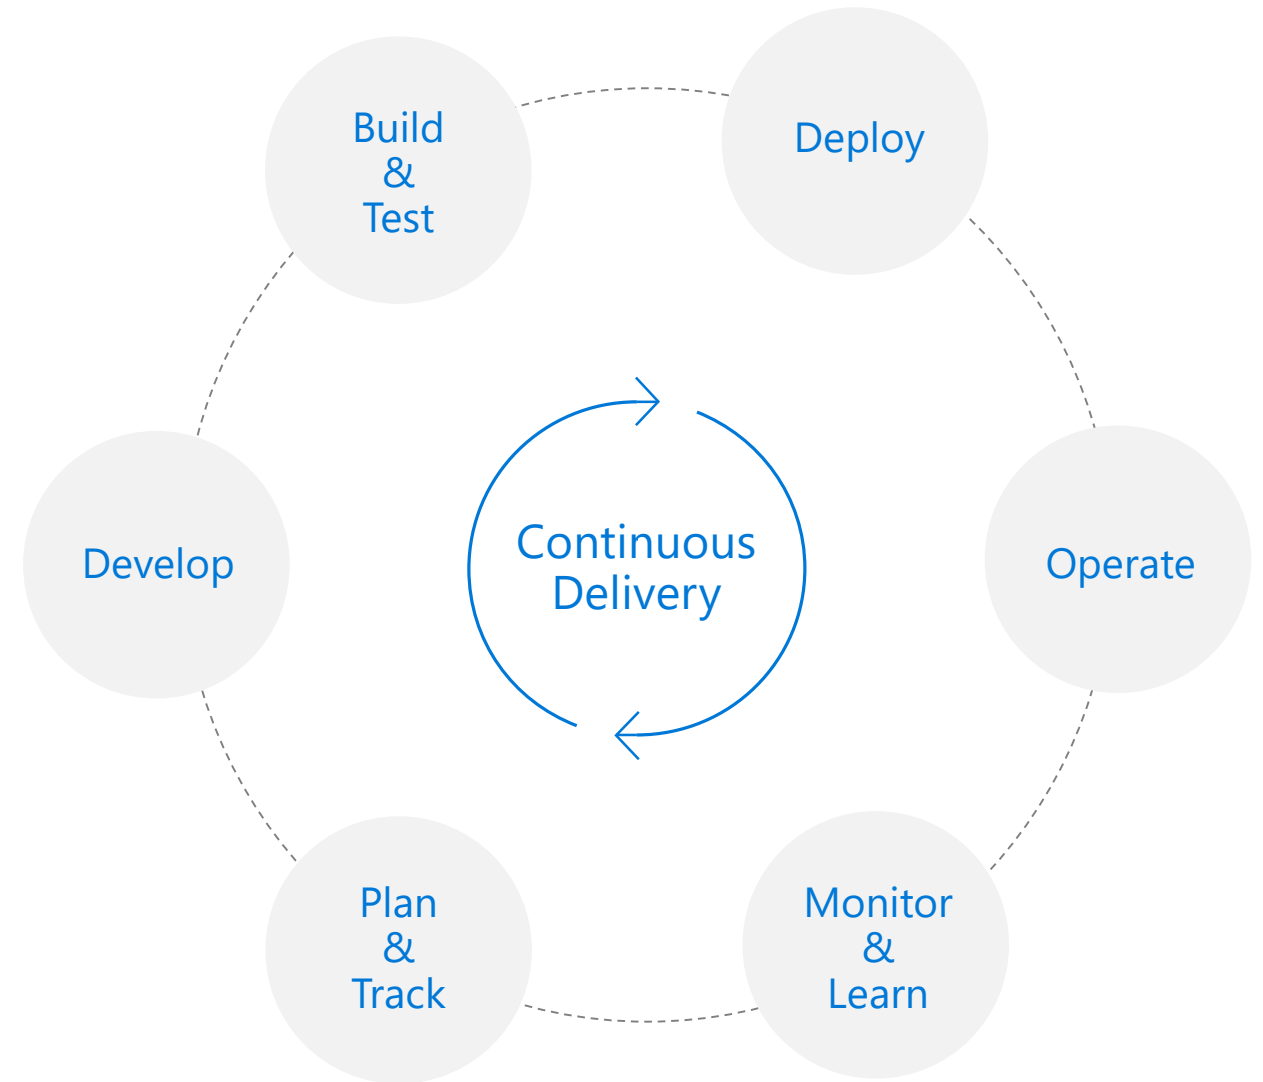 Build
&
Test
Deploy
Continuous
Delivery
Develop
Operate
Plan
&
Track
Monitor
&
Learn